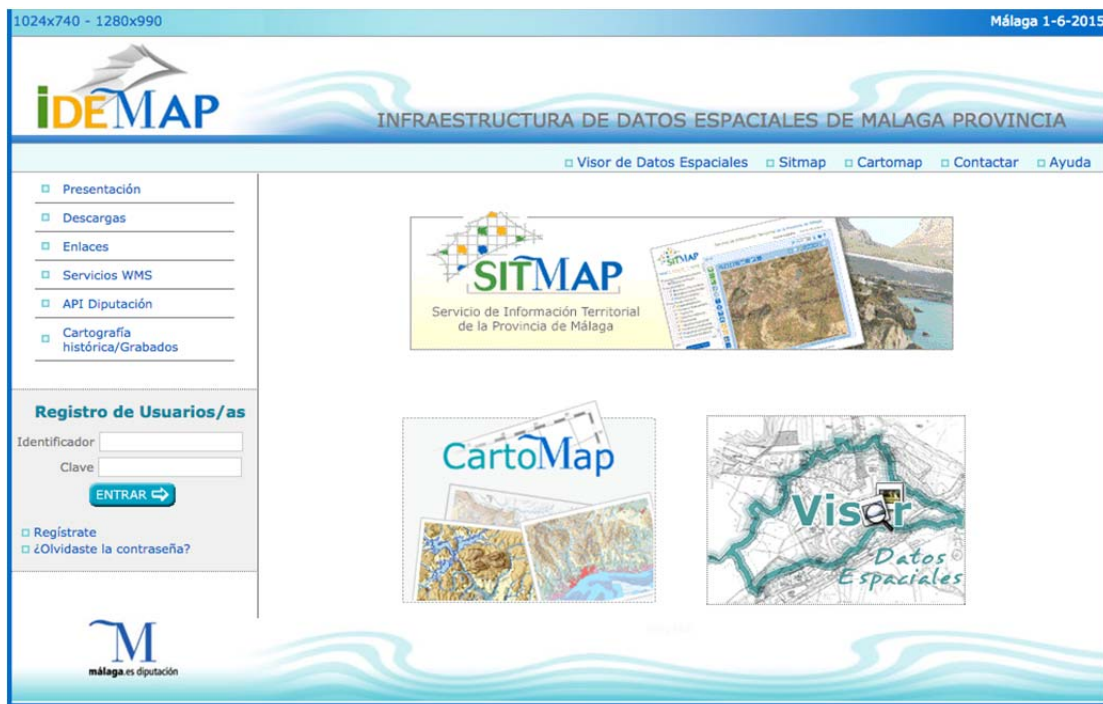 1024x740 - 1280x990
Málaga 1-6-2015
iDEMAP
INFRAESTRUCTURA DE DATOS ESPACIALES DE MALAGA PROVINCIA
Visor de Datos Espaciales Sitmap Cartomap Contactar Ayuda
Presentación
Descargas
Enlaces
Servicios WMS
API Diputación
Cartografía
histórica/Grabados
SITMAP
Servicio de Información Territorial
de la Provincia de Málaga
SITMAP
Registro de Usuarios/as
Identificador
Clave
ENTRAR
Regístrate
¿Olvidaste la contraseña?
CartoMap
Visor
Datos
Espaciales
M
málaga.es diputación